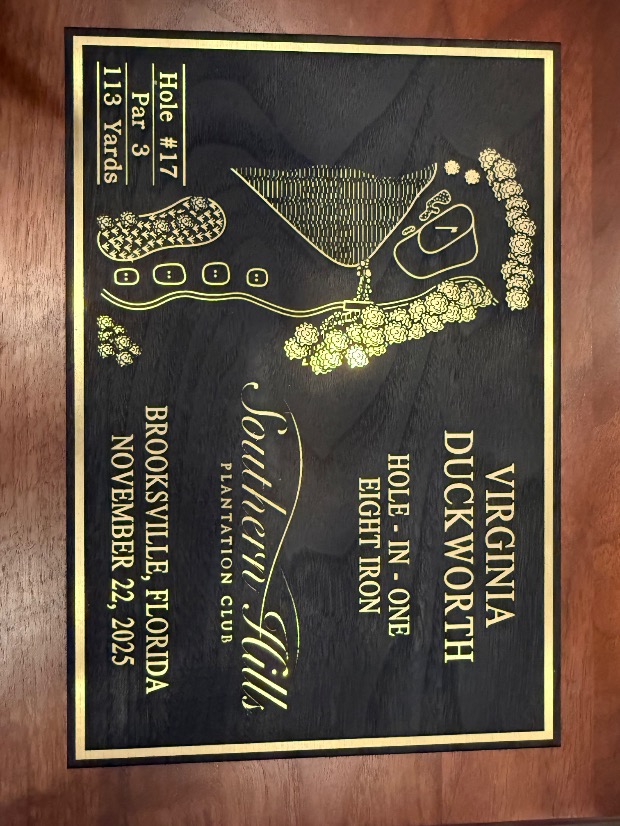 VIRGINIA
DUCKWORTH
HOLE - IN - ONE
EIGHT IRON
Southern Hills
PLANTATION CLUB
BROOKSVILLE, FLORIDA
NOVEMBER 22, 2025
Hole #17
Par 3
113 Yards